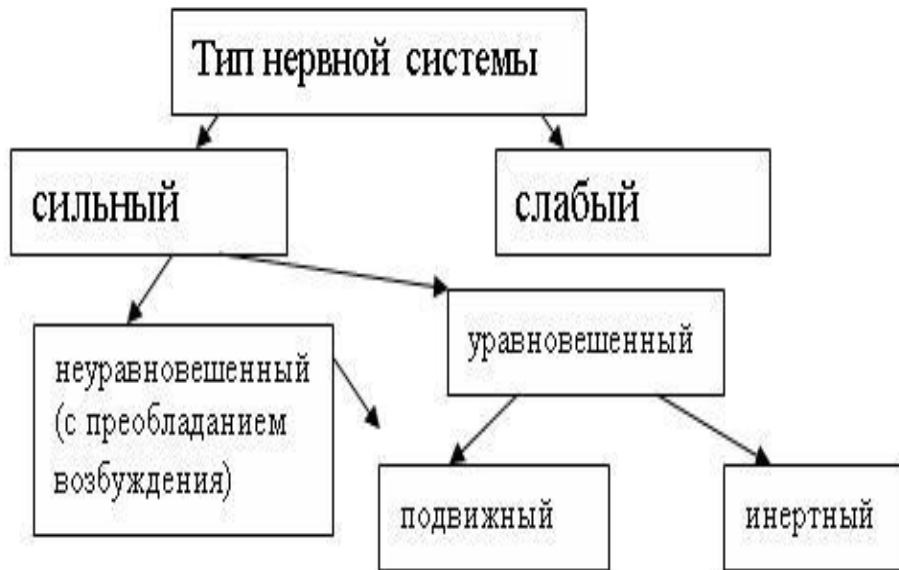 Тип нервной системы
сильный
слабый
неуравновешенный
(с преобладанием
возбуждения)
уравновешенный
подвижный
инертный